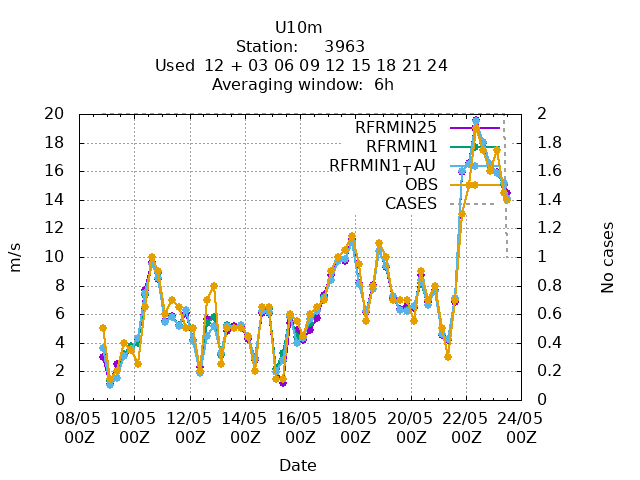 U10m
Station: 3963
Used 12 + 03 06 09 12 15 18 21 24
Averaging window: 6h
20 2
18 1.8
16 1.6
14 1.4
12 1.2
10 1
8 0.8
6 0.6
4 0.4
2 0.2
0 0
RFRMIN25
RFRMIN1
RFRMIN1TAU
OBS
CASES
m/s
No cases
08/05 10/05 12/05 14/05 16/05 18/05 20/05 22/05 24/05
00Z 00Z 00Z 00Z 00Z 00Z 00Z 00Z 00Z
Date